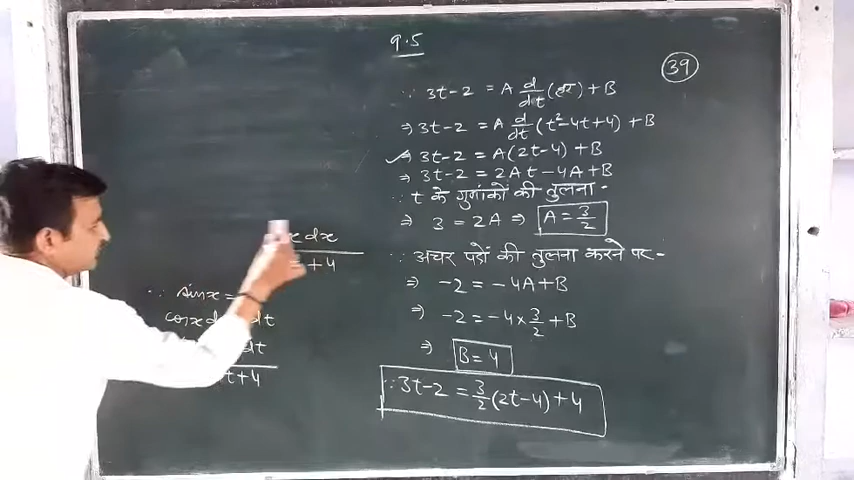 9.5
39
∵ 3t-2 = A d/dt (हर) + B
⇒ 3t-2 = A d/dt (t²-4t+4) + B
⇒ 3t-2 = A(2t-4) + B
⇒ 3t-2 = 2At - 4A + B
∵ t के गुणांकों की तुलना -
⇒ 3 = 2A ⇒ A = 3/2
∵ अचर पदों की तुलना करने पर -
⇒ -2 = -4A + B
⇒ -2 = -4 × 3/2 + B
⇒ B = 4
∵ 3t-2 = 3/2 (2t-4) + 4
x dx
+ 4
∵ sinx =
cosx d dt
dt
t+4